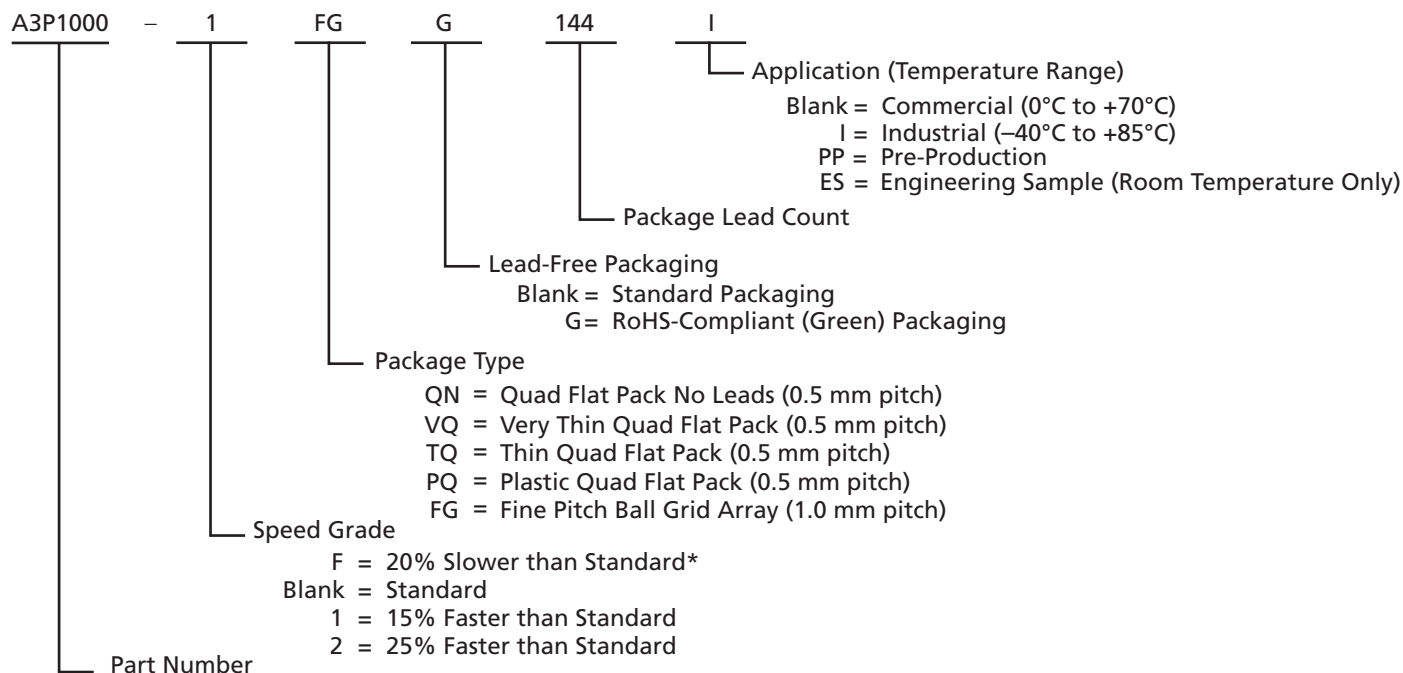 A3P1000 – 1 FG G 144 I
Application (Temperature Range)
Blank = Commercial (0°C to +70°C)
I = Industrial (–40°C to +85°C)
PP = Pre-Production
ES = Engineering Sample (Room Temperature Only)
Package Lead Count
Lead-Free Packaging
Blank = Standard Packaging
G= RoHS-Compliant (Green) Packaging
Package Type
QN = Quad Flat Pack No Leads (0.5 mm pitch)
VQ = Very Thin Quad Flat Pack (0.5 mm pitch)
TQ = Thin Quad Flat Pack (0.5 mm pitch)
PQ = Plastic Quad Flat Pack (0.5 mm pitch)
FG = Fine Pitch Ball Grid Array (1.0 mm pitch)
Speed Grade
F = 20% Slower than Standard*
Blank = Standard
1 = 15% Faster than Standard
2 = 25% Faster than Standard
Part Number